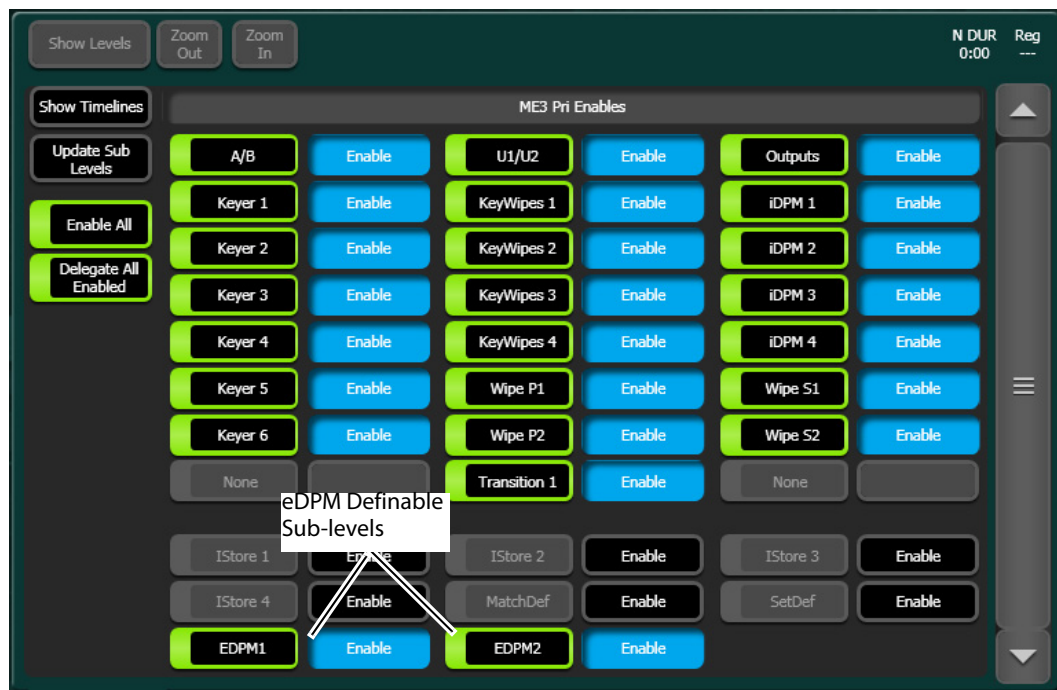 Show Levels Zoom Out Zoom In N DUR 0:00 Reg ---
Show Timelines ME3 Pri Enables
Update Sub Levels A/B Enable U1/U2 Enable Outputs Enable
Keyer 1 Enable KeyWipes 1 Enable iDPM 1 Enable
Enable All
Keyer 2 Enable KeyWipes 2 Enable iDPM 2 Enable
Delegate All Enabled
Keyer 3 Enable KeyWipes 3 Enable iDPM 3 Enable
Keyer 4 Enable KeyWipes 4 Enable iDPM 4 Enable
Keyer 5 Enable Wipe P1 Enable Wipe S1 Enable
Keyer 6 Enable Wipe P2 Enable Wipe S2 Enable
None Transition 1 Enable None
eDPM Definable
Sub-levels
IStore 1 Enable IStore 2 Enable IStore 3 Enable
IStore 4 Enable MatchDef Enable SetDef Enable
EDPM1 Enable EDPM2 Enable